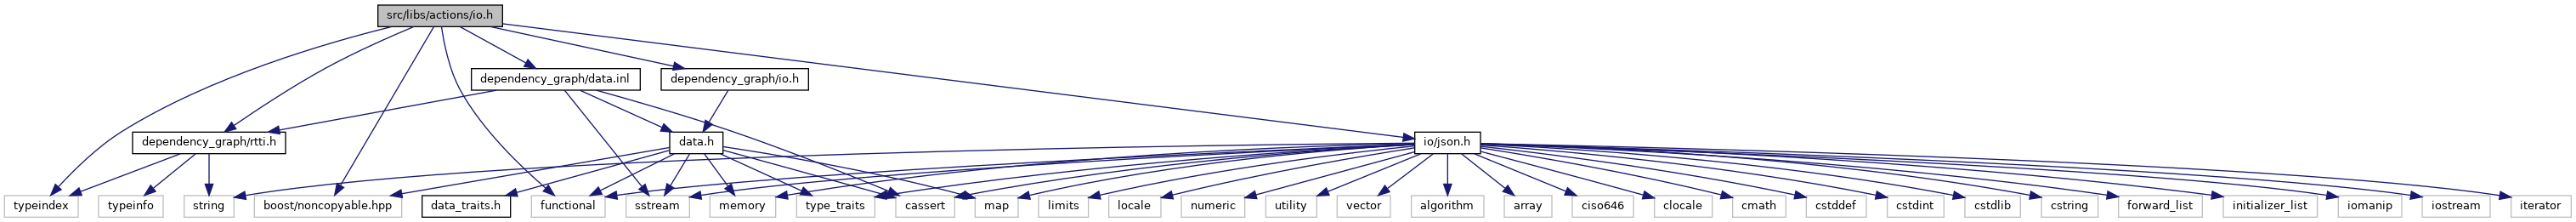 src/libs/actions/io.h
dependency_graph/data.inl
dependency_graph/io.h
dependency_graph/rtti.h
data.h
io/json.h
typeindex
typeinfo
string
boost/noncopyable.hpp
data_traits.h
functional
sstream
memory
type_traits
cassert
map
limits
locale
numeric
utility
vector
algorithm
array
ciso646
clocale
cmath
cstddef
cstdint
cstdlib
cstring
forward_list
initializer_list
iomanip
iostream
iterator